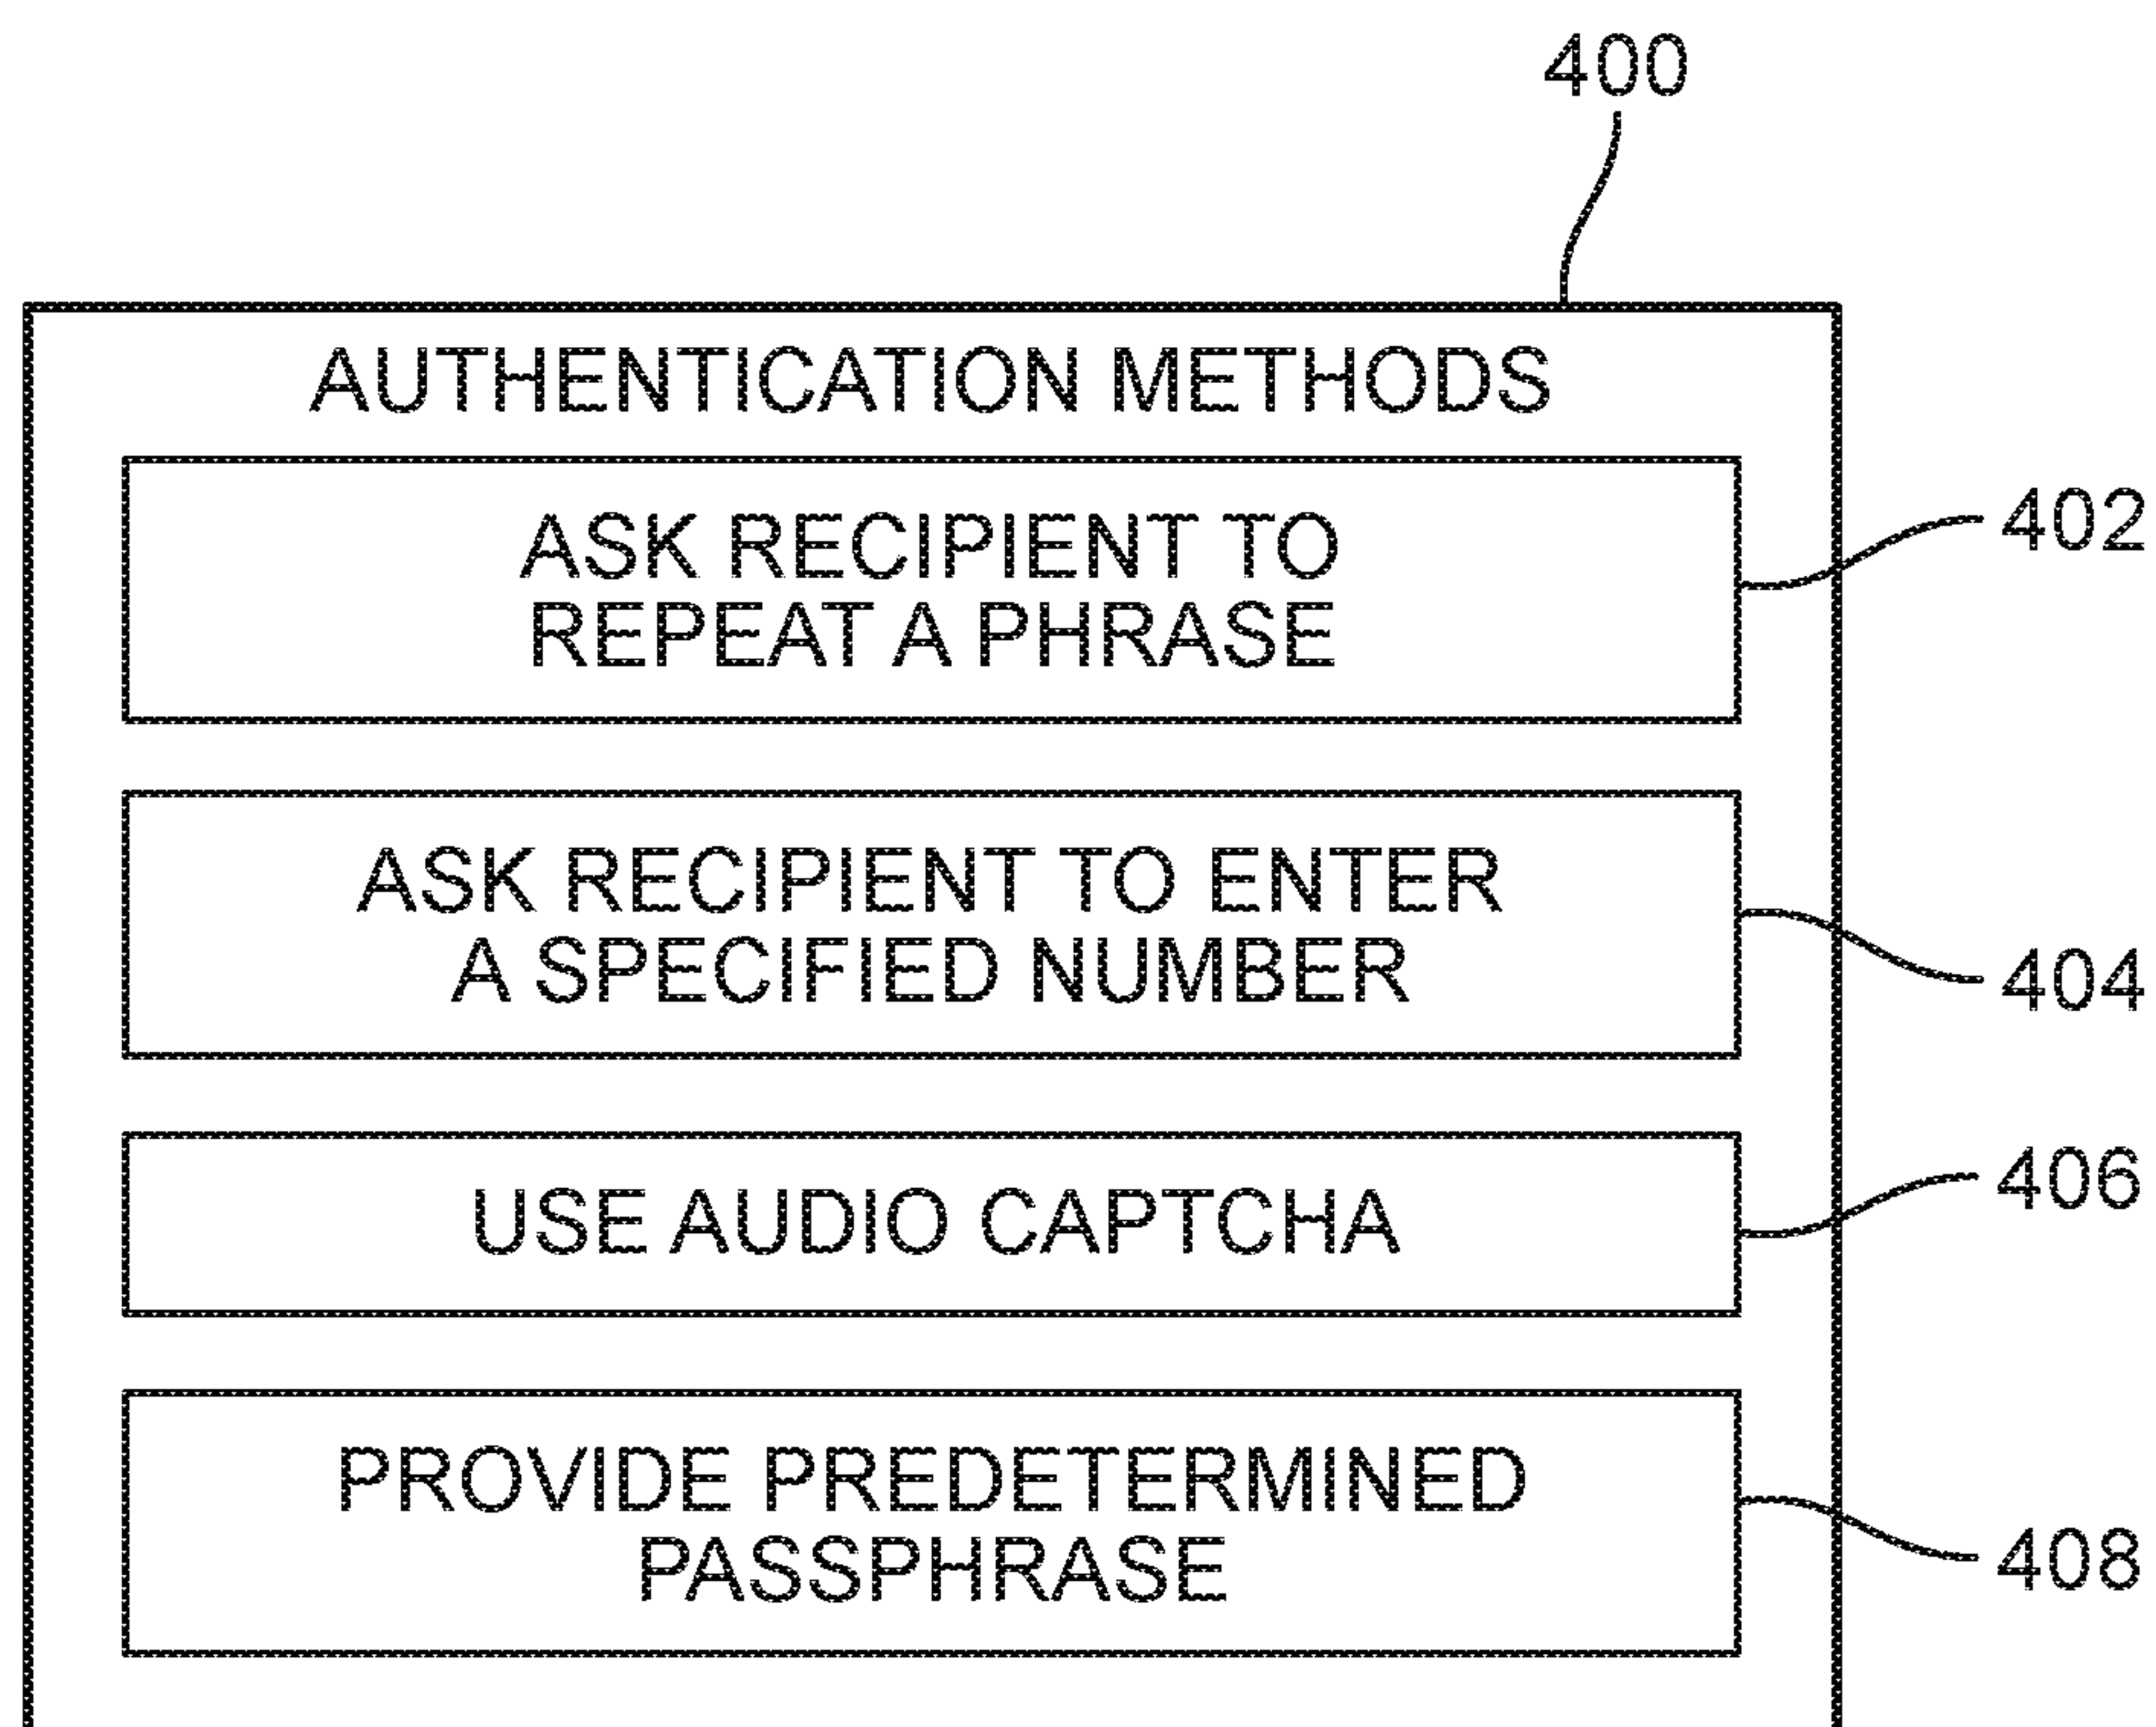 400
AUTHENTICATION METHODS
ASK RECIPIENT TO
REPEAT A PHRASE
402
ASK RECIPIENT TO ENTER
A SPECIFIED NUMBER
404
USE AUDIO CAPTCHA
406
PROVIDE PREDETERMINED
PASSPHRASE
408